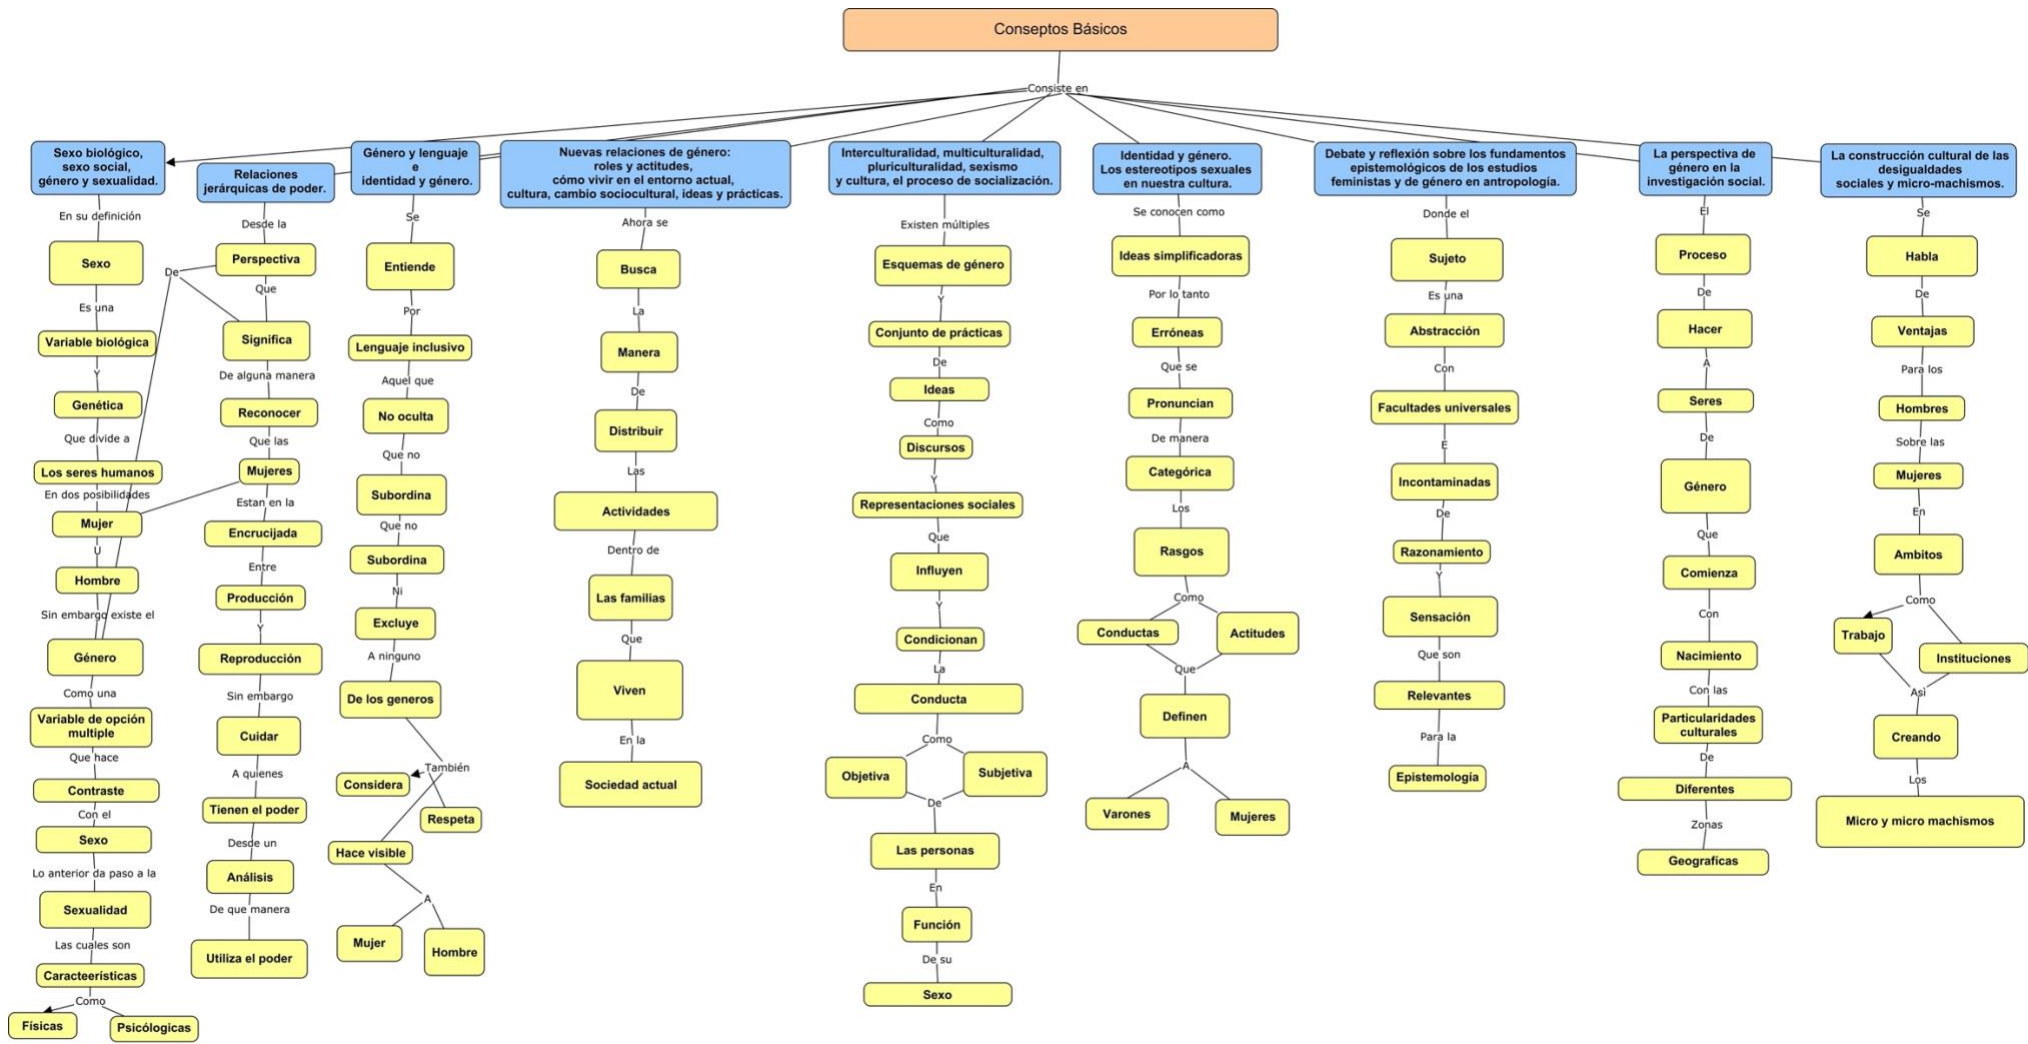 Conseptos Básicos
Consiste en
Sexo biológico,
sexo social,
género y sexualidad.
En su definición
Sexo
Es una
Variable biológica
Y
Genética
Que divide a
Los seres humanos
En dos posibilidades
Mujer
U
Hombre
Sin embargo existe el
Género
Como una
Variable de opción
multiple
Que hace
Contraste
Con el
Sexo
Lo anterior da paso a la
Sexualidad
Las cuales son
Caracteerísticas
Como
Físicas
Psicólogicas
Relaciones
jerárquicas de poder.
Desde la
Perspectiva
De
Que
Significa
De alguna manera
Reconocer
Que las
Mujeres
Estan en la
Encrucijada
Entre
Producción
Y
Reproducción
Sin embargo
Cuidar
A quienes
Tienen el poder
Desde un
Análisis
De que manera
Utiliza el poder
Género y lenguaje
e
identidad y género.
Se
Entiende
Por
Lenguaje inclusivo
Aquel que
No oculta
Que no
Subordina
Que no
Subordina
Ni
Excluye
A ninguno
De los generos
También
Considera
Respeta
Hace visible
A
Mujer
Hombre
Nuevas relaciones de género:
roles y actitudes,
cómo vivir en el entorno actual,
cultura, cambio sociocultural, ideas y prácticas.
Ahora se
Busca
La
Manera
De
Distribuir
Las
Actividades
Dentro de
Las familias
Que
Viven
En la
Sociedad actual
Interculturalidad, multiculturalidad,
pluriculturalidad, sexismo
y cultura, el proceso de socialización.
Existen múltiples
Esquemas de género
Y
Conjunto de prácticas
De
Ideas
Como
Discursos
Y
Representaciones sociales
Que
Influyen
Y
Condicionan
La
Conducta
Como
Objetiva
Subjetiva
De
Las personas
En
Función
De su
Sexo
Identidad y género.
Los estereotipos sexuales
en nuestra cultura.
Se conocen como
Ideas simplificadoras
Por lo tanto
Erróneas
Que se
Pronuncian
De manera
Categórica
Los
Rasgos
Como
Conductas
Actitudes
Que
Definen
A
Varones
Mujeres
Debate y reflexión sobre los fundamentos
epistemológicos de los estudios
feministas y de género en antropología.
Donde el
Sujeto
Es una
Abstracción
Con
Facultades universales
E
Incontaminadas
De
Razonamiento
Y
Sensación
Que son
Relevantes
Para la
Epistemología
La perspectiva de
género en la
investigación social.
El
Proceso
De
Hacer
A
Seres
De
Género
Que
Comienza
Con
Nacimiento
Con las
Particularidades
culturales
De
Diferentes
Zonas
Geografícas
La construcción cultural de las
desigualdades
sociales y micro-machismos.
Se
Habla
De
Ventajas
Para los
Hombres
Sobre las
Mujeres
En
Ambitos
Como
Trabajo
Instituciones
Asì
Creando
Los
Micro y micro machismos